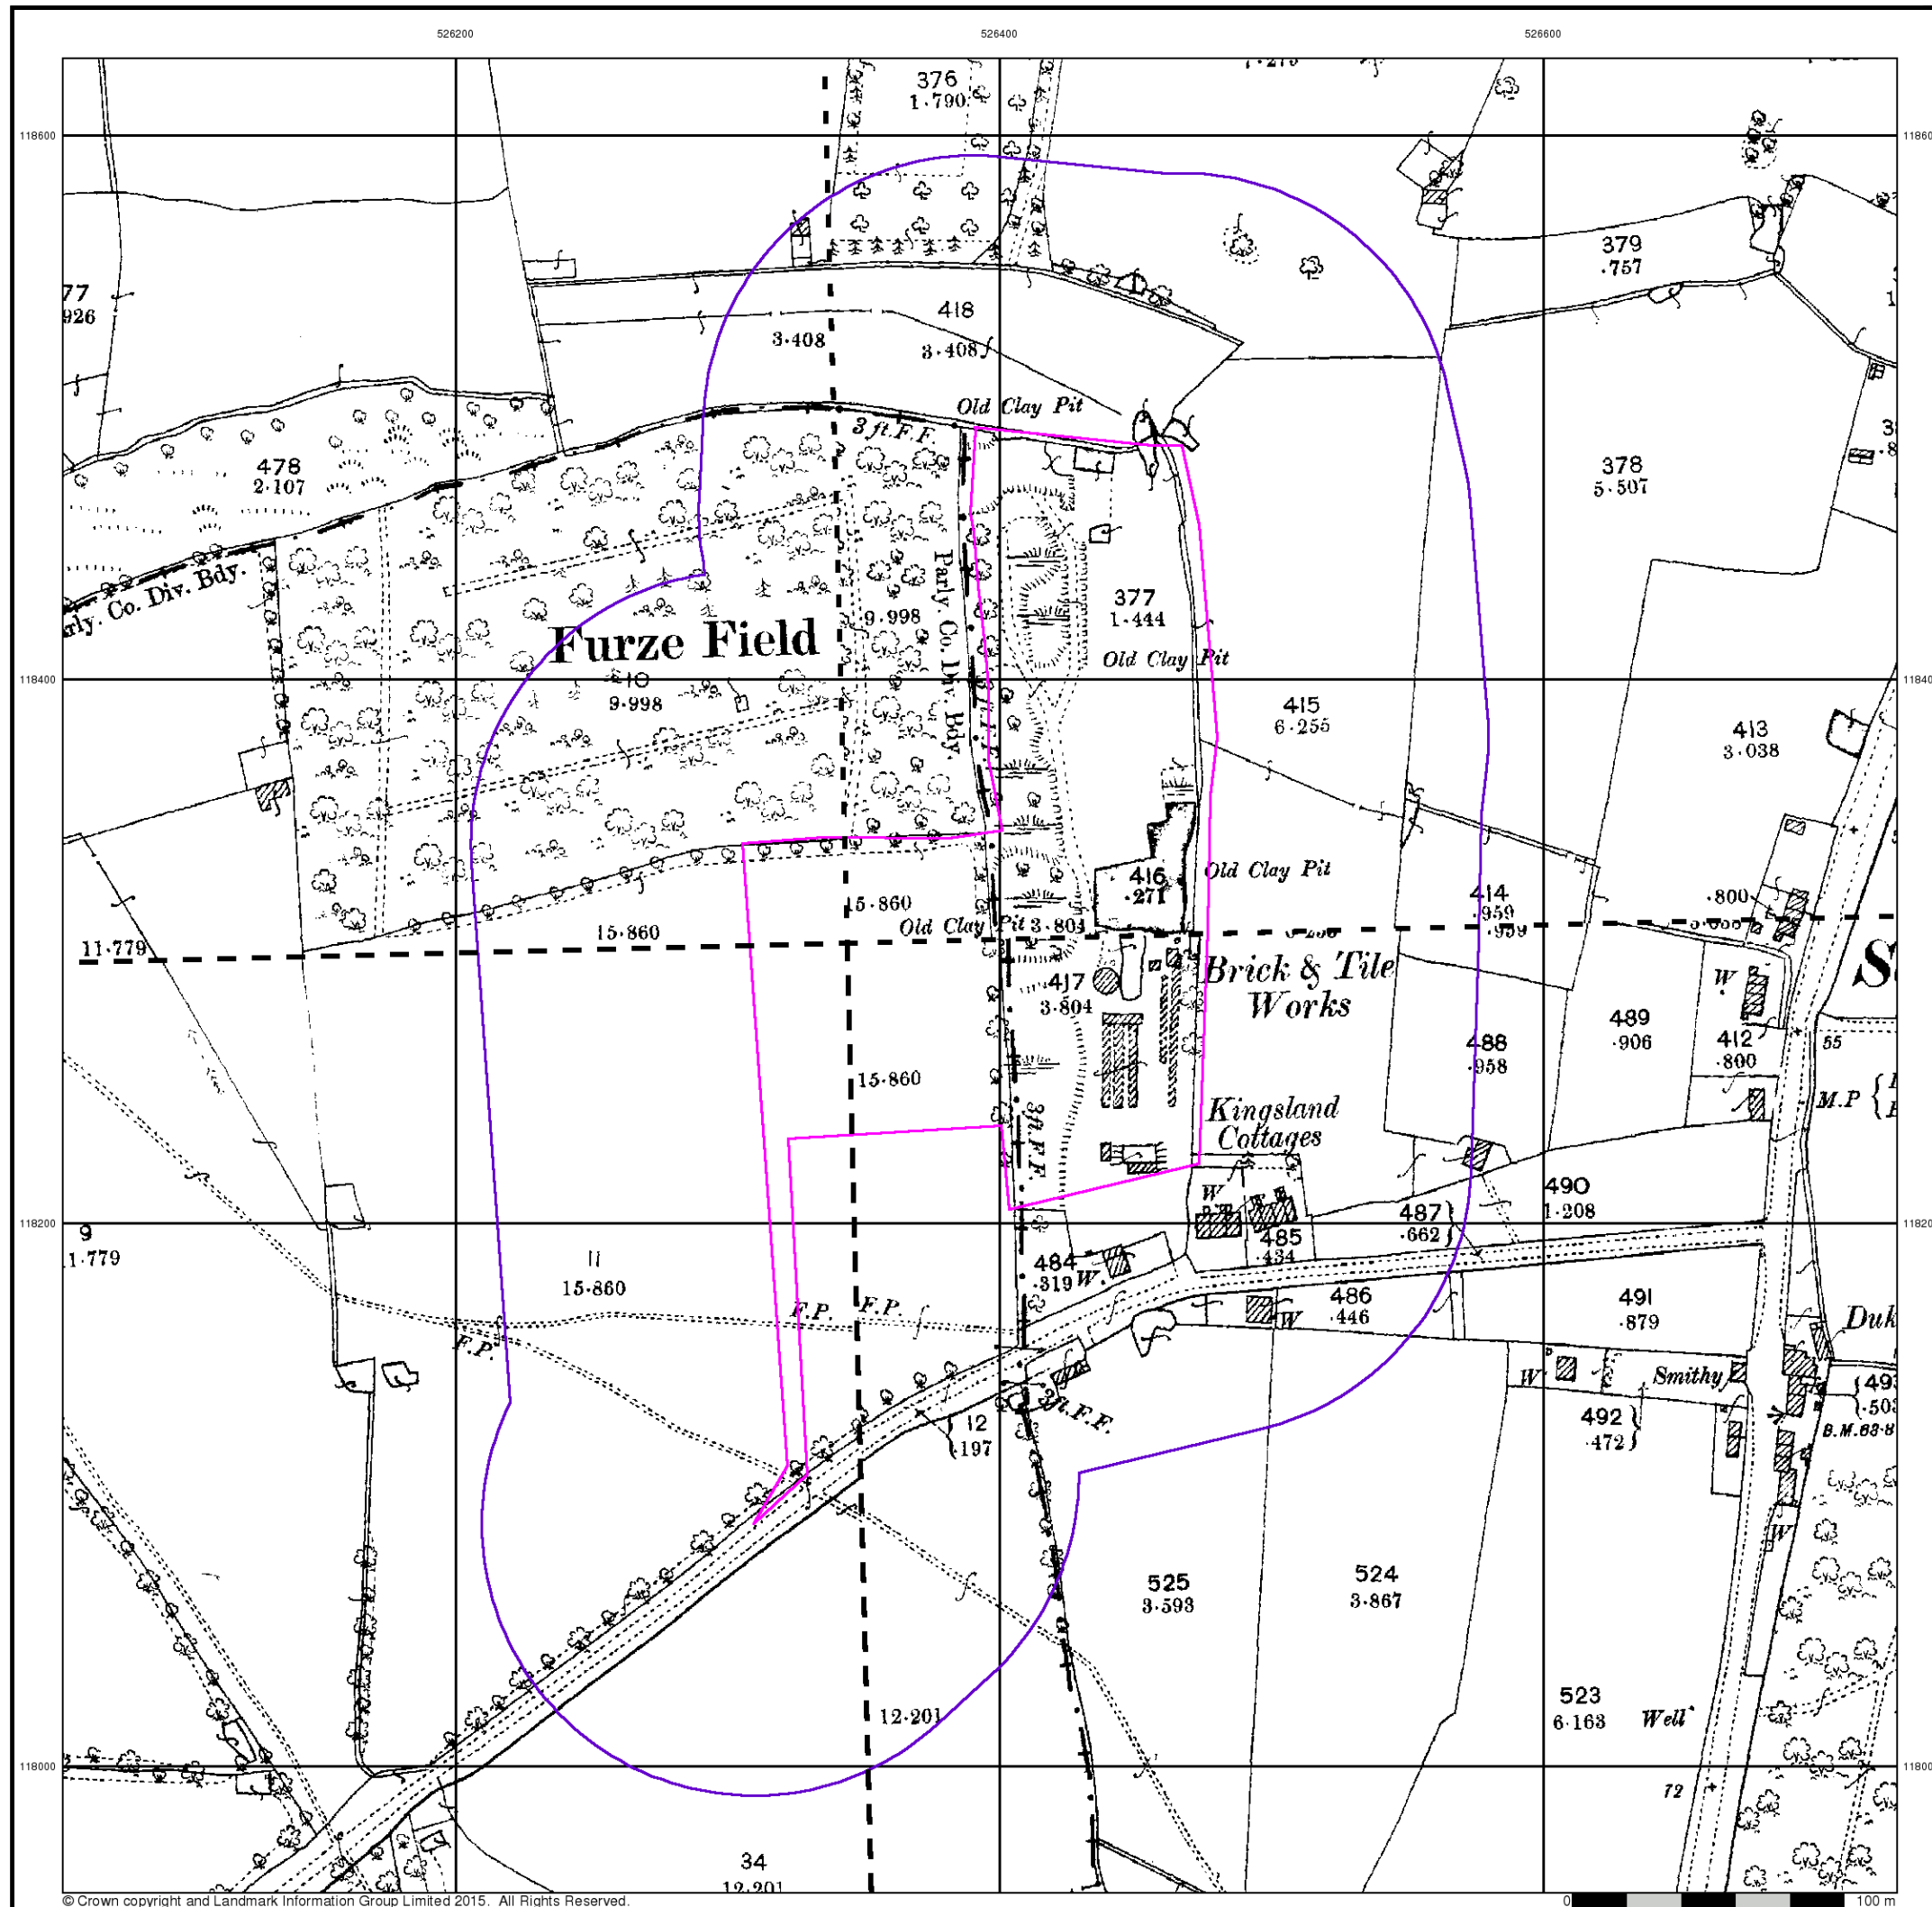 526200
526400
526600
118600
376
1·790
379
·757
926
418
3·408
3·408
Old Clay Pit
3 ft. F.F.
478
2·107
378
5·507
Parly. Co. Div. Bdy.
Co. Div. Bdy.
377
1·444
9·998
Furze Field
Old Clay Pit
118400
10
9·998
415
6·255
413
3·038
416
·271
Old Clay Pit
414
·959
·959
·800
15·860
Old Clay Pit
3·804
15·860
11·779
417
3·804
Brick & Tile
Works
W
489
·906
488
·958
412
·800
55
15·860
M.P
Kingsland
Cottages
3ft. F.F.
W
490
1·208
487
·662
9
1·779
485
·434
484
·319
W.
11
15·860
F.P.
F.P.
F.P.
486
·446
W
491
·879
Duk
Smithy
W
493
492
·472
B.M. 63·8
2ft. F.F.
12
·197
W
525
3·593
524
3·867
523
6·163
Well
12·201
118000
72
34
12·201
© Crown copyright and Landmark Information Group Limited 2015. All Rights Reserved.
0
100 m